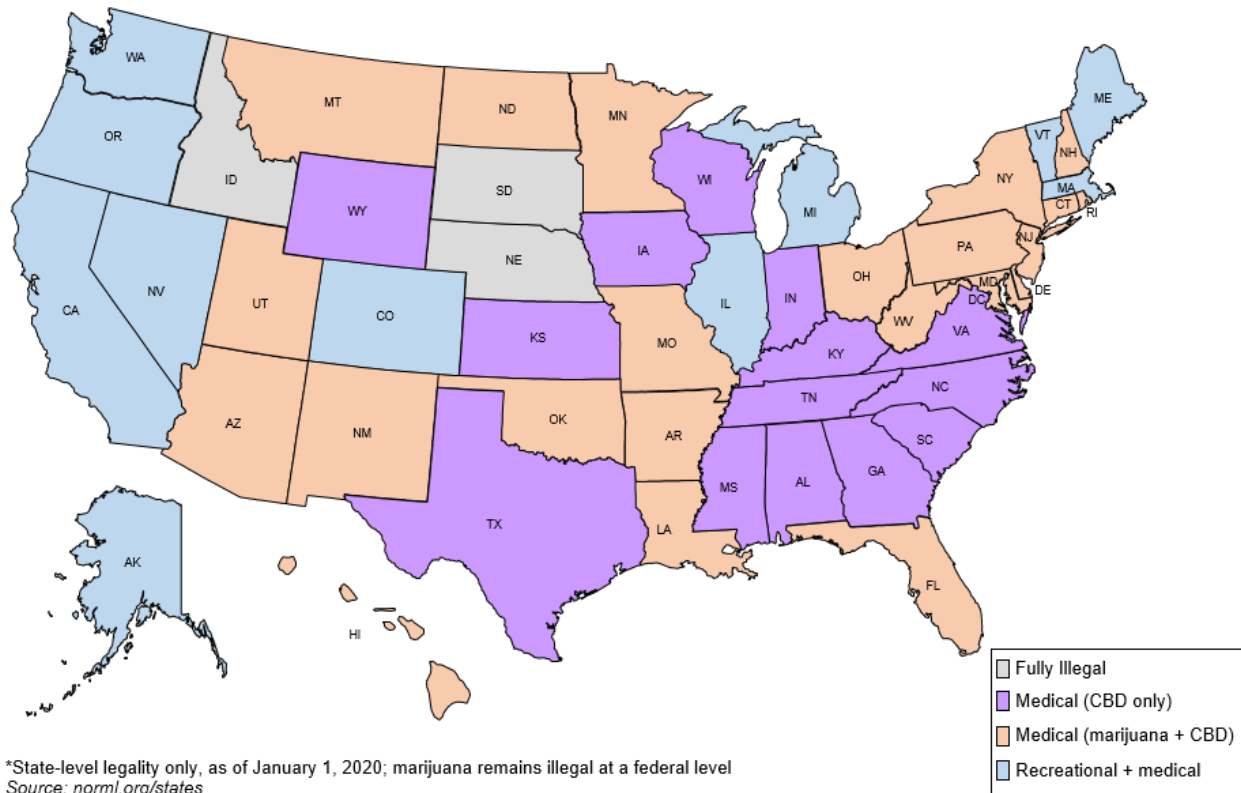 WA
ME
MT
ND
MN
VT
OR
NH
ID
SD
WI
NY
MA
WY
MI
CT
RI
IA
PA
NJ
NE
OH
MD
DE
NV
UT
IL
IN
DC
CA
CO
WV
VA
KS
MO
KY
NC
TN
OK
AZ
NM
AR
SC
MS
AL
GA
TX
LA
AK
FL
HI
Fully Illegal
Medical (CBD only)
Medical (marijuana + CBD)
Recreational + medical
*State-level legality only, as of January 1, 2020; marijuana remains illegal at a federal level
Source: norml.org/states